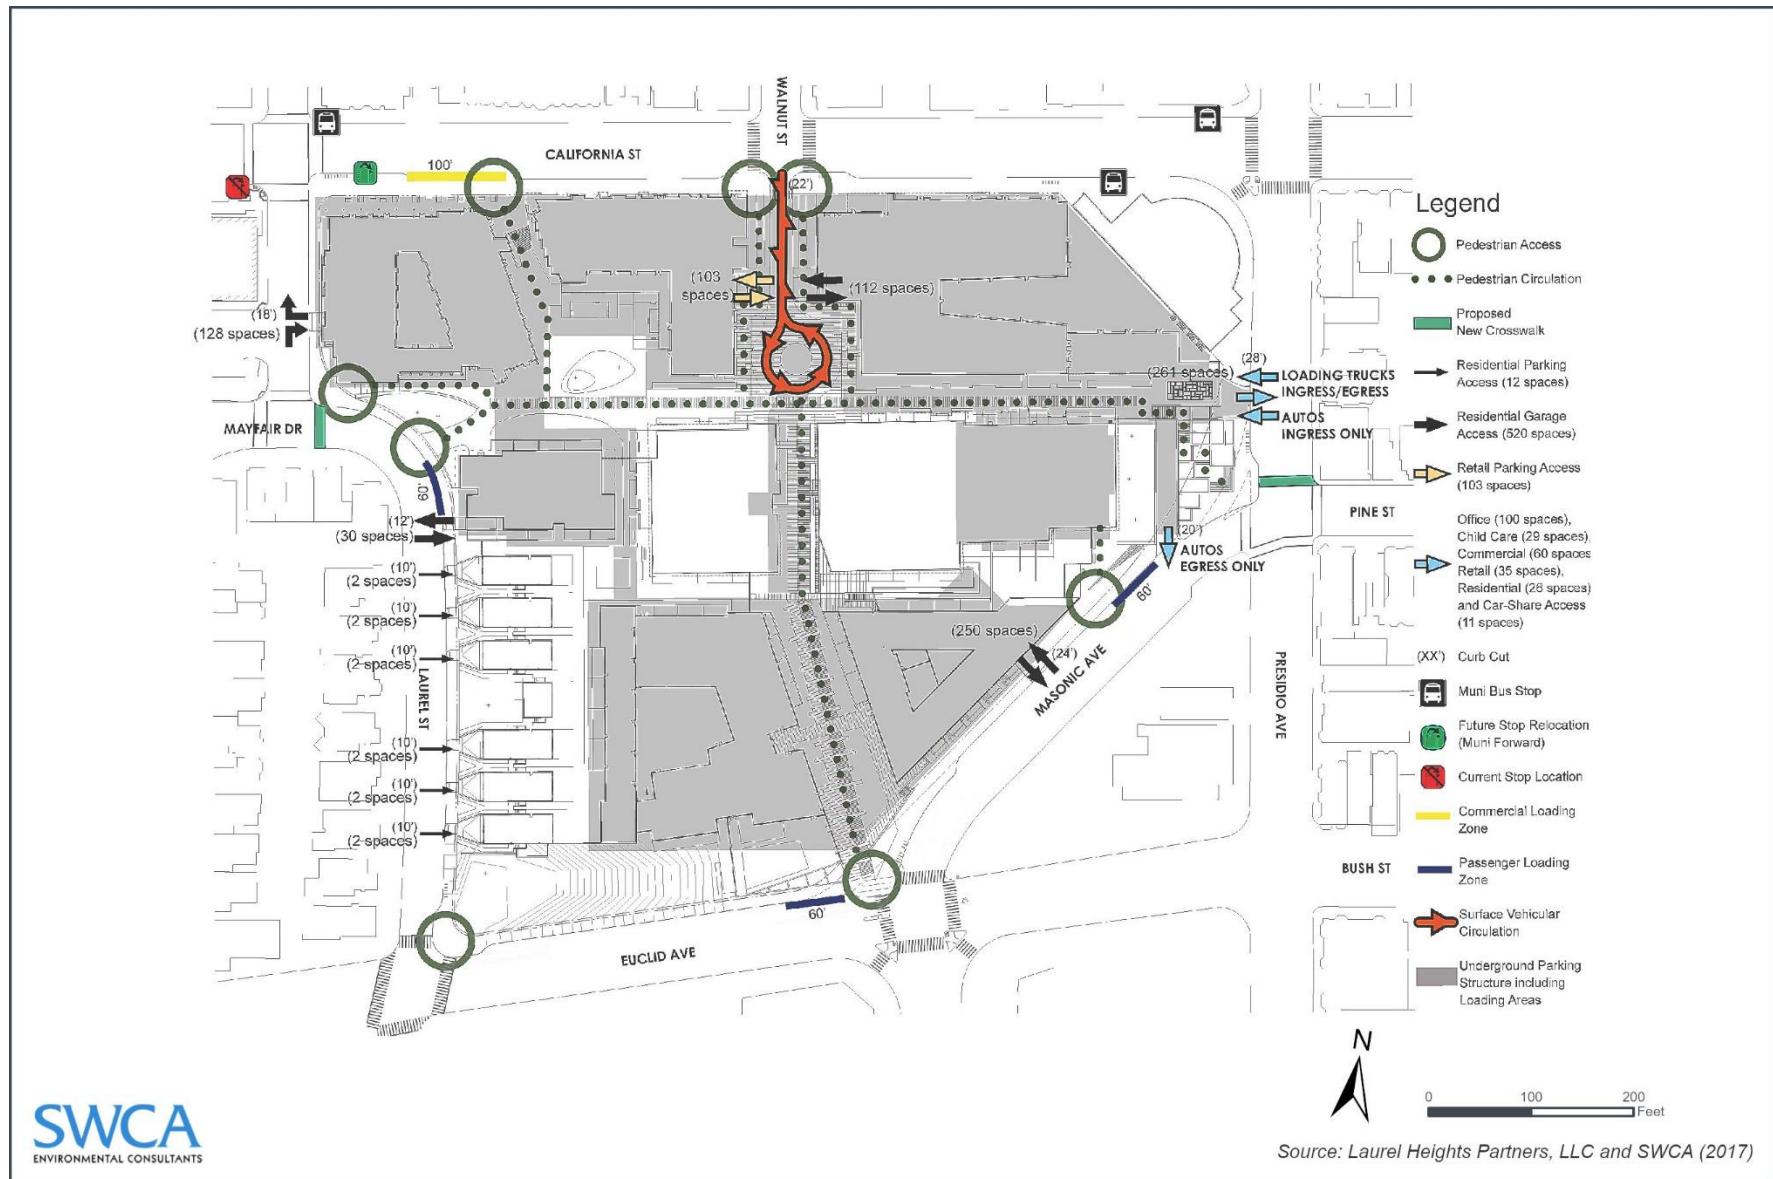 WALNUT ST
CALIFORNIA ST
100'
(22')
(103
spaces)
(112 spaces)
(18')
(128 spaces)
(28')
(261 spaces)
LOADING TRUCKS
INGRESS/EGRESS
AUTOS
INGRESS ONLY
MAYFAIR DR
60'
(12')
(30 spaces)
PINE ST
(20')
AUTOS
EGRESS ONLY
60'
(10')
(2 spaces)
(10')
(2 spaces)
(10')
(2 spaces)
(250 spaces)
(24')
MASONIC AVE
LAUREL ST
PRESIDIO AVE
(10')
(2 spaces)
(10')
(2 spaces)
(10')
(2 spaces)
BUSH ST
60'
EUCLID AVE
Legend
Pedestrian Access
Pedestrian Circulation
Proposed
New Crosswalk
Residential Parking
Access (12 spaces)
Residential Garage
Access (520 spaces)
Retail Parking Access
(103 spaces)
Office (100 spaces),
Child Care (29 spaces),
Commercial (60 spaces
Retail (35 spaces),
Residential (26 spaces)
and Car-Share Access
(11 spaces)
(XX') Curb Cut
Muni Bus Stop
Future Stop Relocation
(Muni Forward)
Current Stop Location
Commercial Loading
Zone
Passenger Loading
Zone
Surface Vehicular
Circulation
Underground Parking
Structure including
Loading Areas
N
0 100 200
Feet
SWCA
ENVIRONMENTAL CONSULTANTS
Source: Laurel Heights Partners, LLC and SWCA (2017)